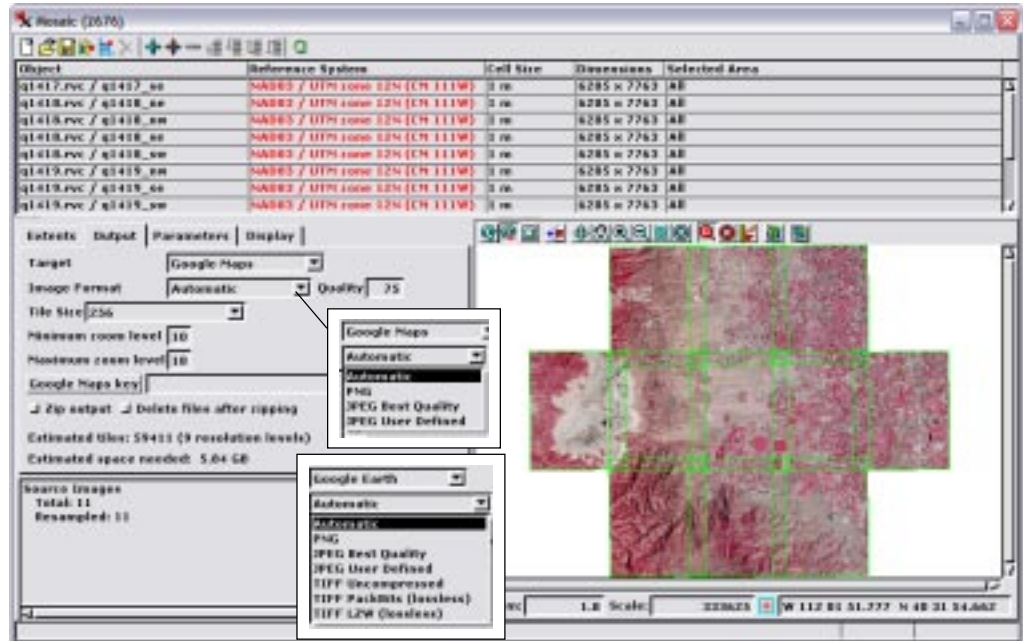 Mosaic (2676)
Object Reference System Cell Size Dimensions Selected Area
q1417.rvc / q1417_se NAD83 / UTM zone 12N (CM 111W) 1 m 6285 x 7763 All
q1418.rvc / q1418_ne NAD83 / UTM zone 12N (CM 111W) 1 m 6285 x 7763 All
q1418.rvc / q1418_nw NAD83 / UTM zone 12N (CM 111W) 1 m 6285 x 7763 All
q1418.rvc / q1418_se NAD83 / UTM zone 12N (CM 111W) 1 m 6285 x 7763 All
q1418.rvc / q1418_sw NAD83 / UTM zone 12N (CM 111W) 1 m 6285 x 7763 All
q1419.rvc / q1419_nw NAD83 / UTM zone 12N (CM 111W) 1 m 6285 x 7763 All
q1419.rvc / q1419_se NAD83 / UTM zone 12N (CM 111W) 1 m 6285 x 7763 All
q1419.rvc / q1419_sw NAD83 / UTM zone 12N (CM 111W) 1 m 6285 x 7763 All
Extents Output Parameters Display
Target Google Maps
Image Format Automatic Quality 75
Tile Size 256
Minimum zoom level 10
Maximum zoom level 18
Google Maps key
Zip output Delete files after zipping
Estimated tiles: 59411 (9 resolution levels)
Estimated space needed: 5.04 GB
Source Images
Total: 11
Resampled: 11
Google Maps
Automatic
Automatic
PNG
JPEG Best Quality
JPEG User Defined
Google Earth
Automatic
Automatic
PNG
JPEG Best Quality
JPEG User Defined
TIFF Uncompressed
TIFF PackBits (lossless)
TIFF LZW (lossless)
1.0 Scale: 223623 W 112 01 51.777 N 40 31 54.662